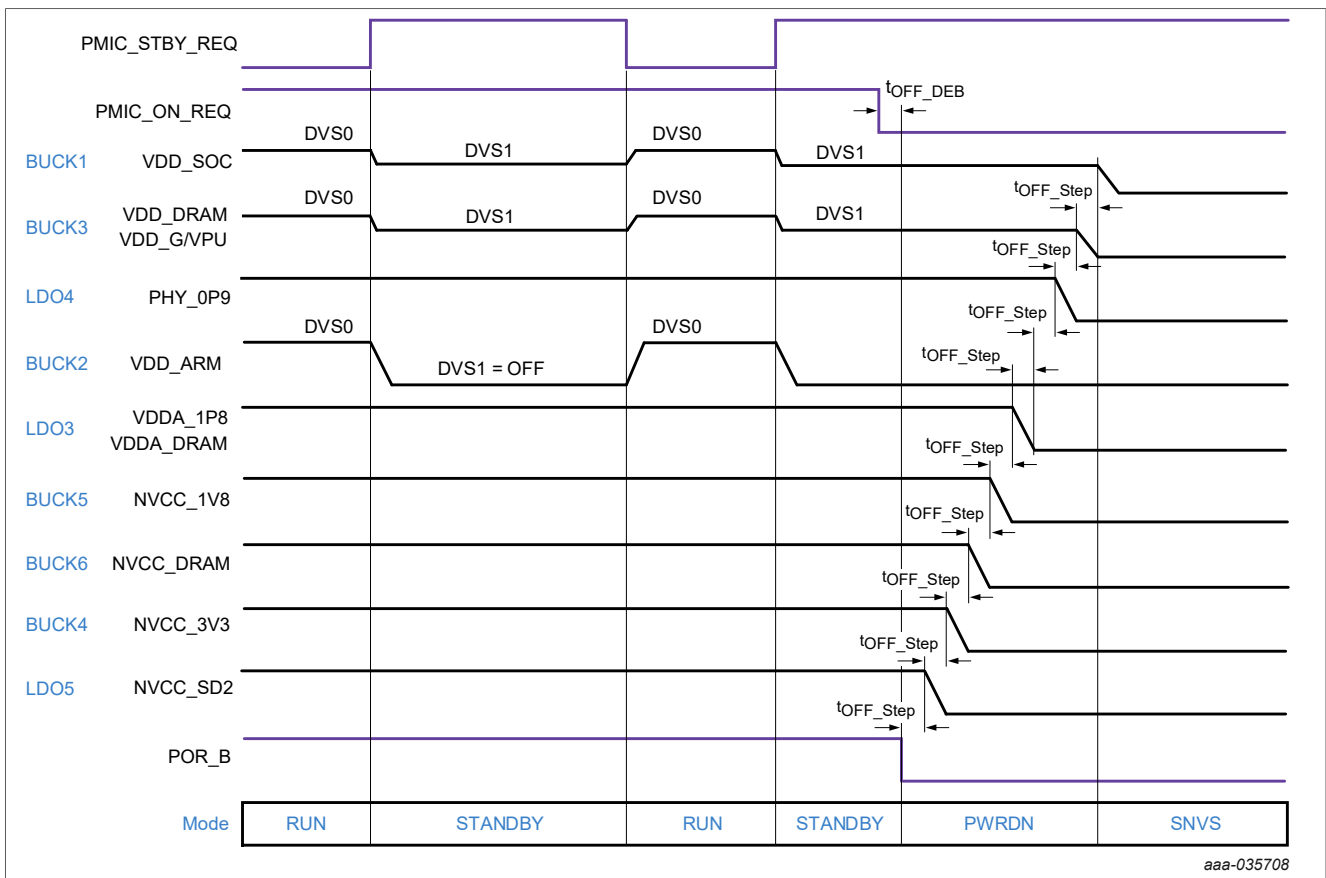 PMIC_STBY_REQ
tOFF_DEB
PMIC_ON_REQ
DVS0 DVS1 DVS0 DVS1
BUCK1 VDD_SOC
tOFF_Step
DVS0 DVS1 DVS0 DVS1
BUCK3 VDD_DRAM
VDD_G/VPU
tOFF_Step
LDO4 PHY_0P9
tOFF_Step
DVS0 DVS0
BUCK2 VDD_ARM DVS1 = OFF
tOFF_Step
LDO3 VDDA_1P8
VDDA_DRAM
tOFF_Step
BUCK5 NVCC_1V8
tOFF_Step
BUCK6 NVCC_DRAM
tOFF_Step
BUCK4 NVCC_3V3
tOFF_Step
LDO5 NVCC_SD2
tOFF_Step
POR_B
Mode RUN STANDBY RUN STANDBY PWRDN SNVS
aaa-035708